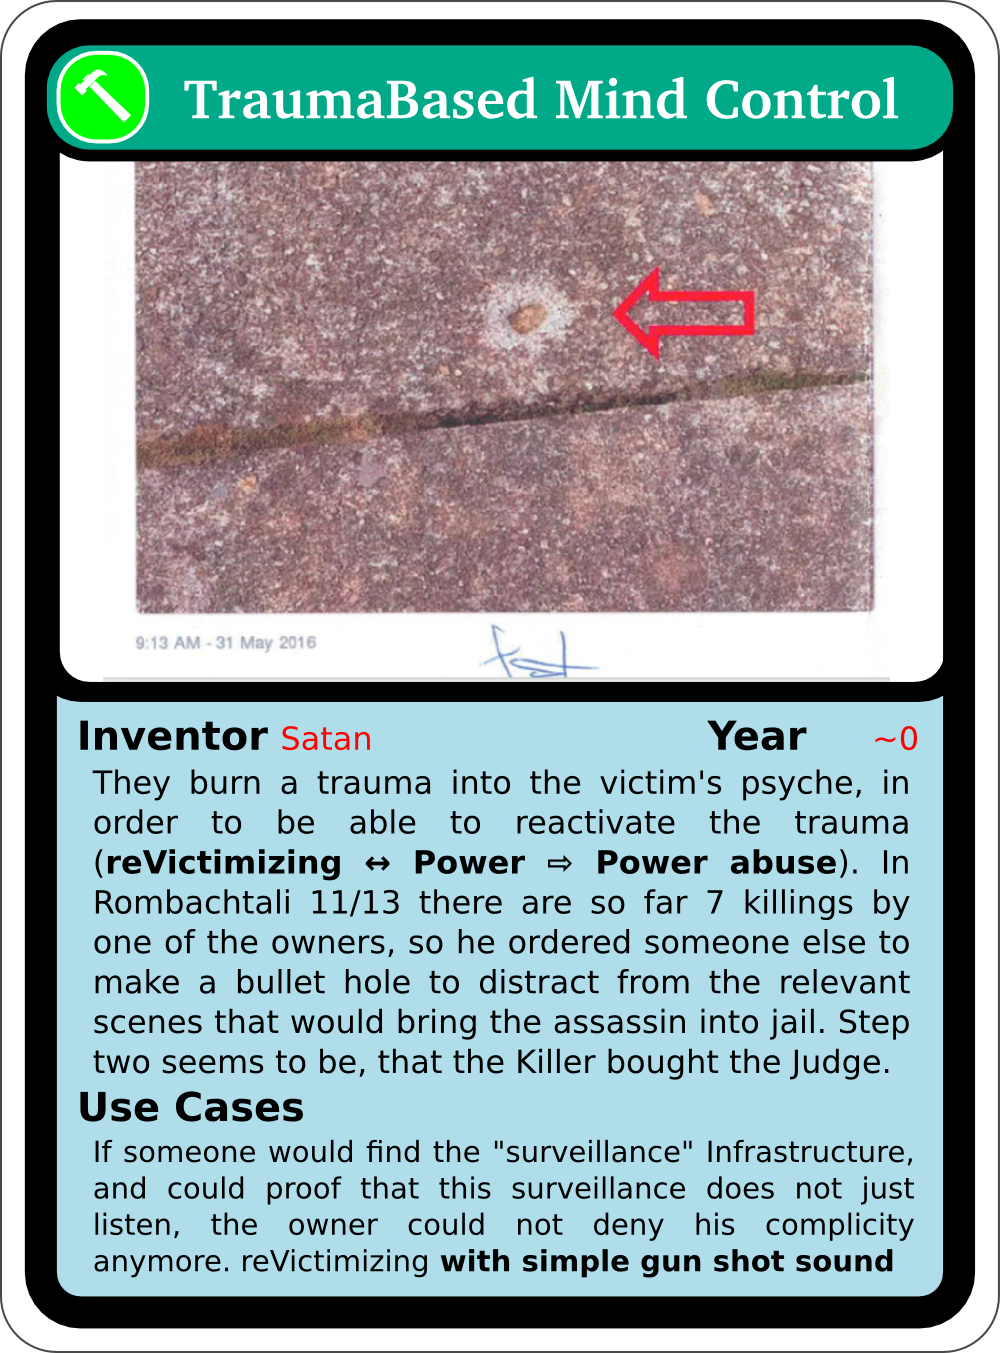 TraumaBased Mind Control
9:13 AM - 31 May 2016
Inventor Satan Year ~0
They burn a trauma into the victim's psyche, in
order to be able to reactivate the trauma
(reVictimizing ↔ Power ⇨ Power abuse). In
Rombachtali 11/13 there are so far 7 killings by
one of the owners, so he ordered someone else to
make a bullet hole to distract from the relevant
scenes that would bring the assassin into jail. Step
two seems to be, that the Killer bought the Judge.
Use Cases
If someone would find the "surveillance" Infrastructure,
and could proof that this surveillance does not just
listen, the owner could not deny his complicity
anymore. reVictimizing with simple gun shot sound